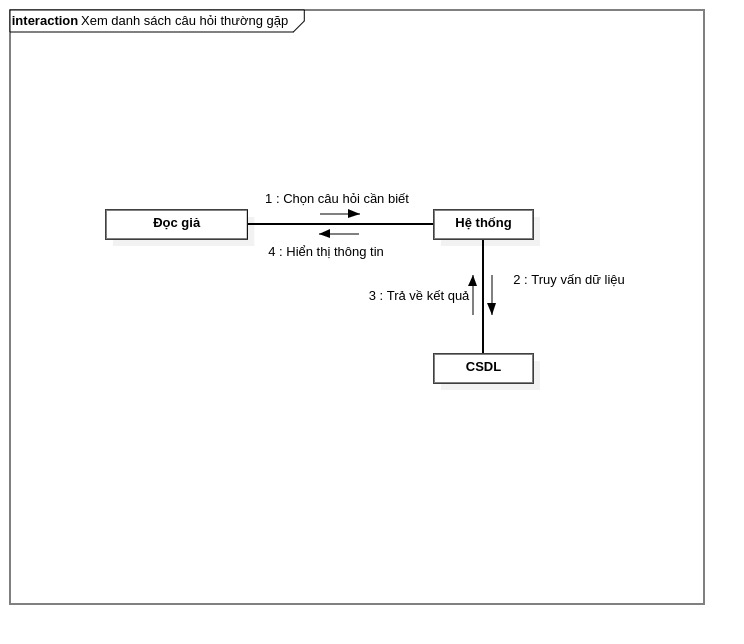 interaction Xem danh sách câu hỏi thường gặp
1 : Chọn câu hỏi cần biết
Đọc giả
Hệ thống
4 : Hiển thị thông tin
2 : Truy vấn dữ liệu
3 : Trả về kết quả
CSDL